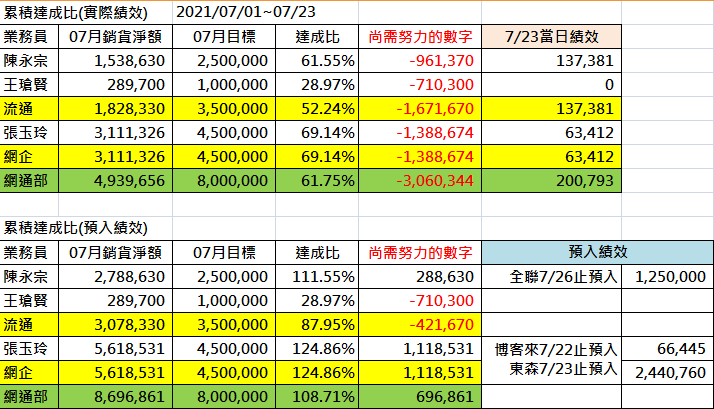 累積達成比(實際績效) 2021/07/01~07/23
業務員 07月銷貨淨額 07月目標 達成比 尚需努力的數字 7/23當日績效
陳永宗 1,538,630 2,500,000 61.55% -961,370 137,381
王瑲賢 289,700 1,000,000 28.97% -710,300 0
流通 1,828,330 3,500,000 52.24% -1,671,670 137,381
張玉玲 3,111,326 4,500,000 69.14% -1,388,674 63,412
網企 3,111,326 4,500,000 69.14% -1,388,674 63,412
網通部 4,939,656 8,000,000 61.75% -3,060,344 200,793
累積達成比(預入績效)
業務員 07月銷貨淨額 07月目標 達成比 尚需努力的數字 預入績效
陳永宗 2,788,630 2,500,000 111.55% 288,630 全聯7/26止預入 1,250,000
王瑲賢 289,700 1,000,000 28.97% -710,300
流通 3,078,330 3,500,000 87.95% -421,670
張玉玲 5,618,531 4,500,000 124.86% 1,118,531 博客來7/22止預入 66,445
網企 5,618,531 4,500,000 124.86% 1,118,531 東森7/23止預入 2,440,760
網通部 8,696,861 8,000,000 108.71% 696,861